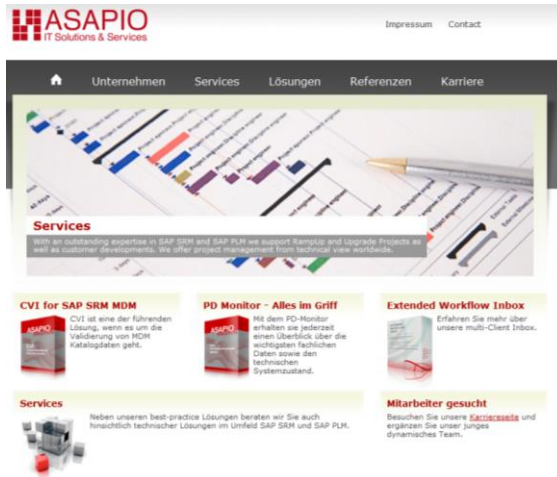 ASAPIO
IT Solutions & Services
Impressum Contact
Unternehmen Services Lösungen Referenzen Karriere
Services
With an outstanding expertise in SAP SRM and SAP PLM we support RampUp and Upgrade Projects as
well as customer developments. We offer project management from technical view worldwide.
CVI for SAP SRM MDM
CVI ist eine der führenden
Lösung, wenn es um die
Validierung von MDM
Katalogdaten geht.
ASAPIO
PD Monitor - Alles im Griff
Mit dem PD-Monitor
erhalten sie jederzeit
einen Überblick über die
wichtigsten fachlichen
Daten sowie den
technischen
Systemzustand.
ASAPIO
Extended Workflow Inbox
Erfahren Sie mehr über
unsere multi-Client Inbox.
Services
Neben unseren best-practice Lösungen beraten wir Sie auch
hinsichtlich technischer Lösungen im Umfeld SAP SRM und SAP PLM.
Mitarbeiter gesucht
Besuchen Sie unsere Karriereseite und
ergänzen Sie unser junges
dynamisches Team.